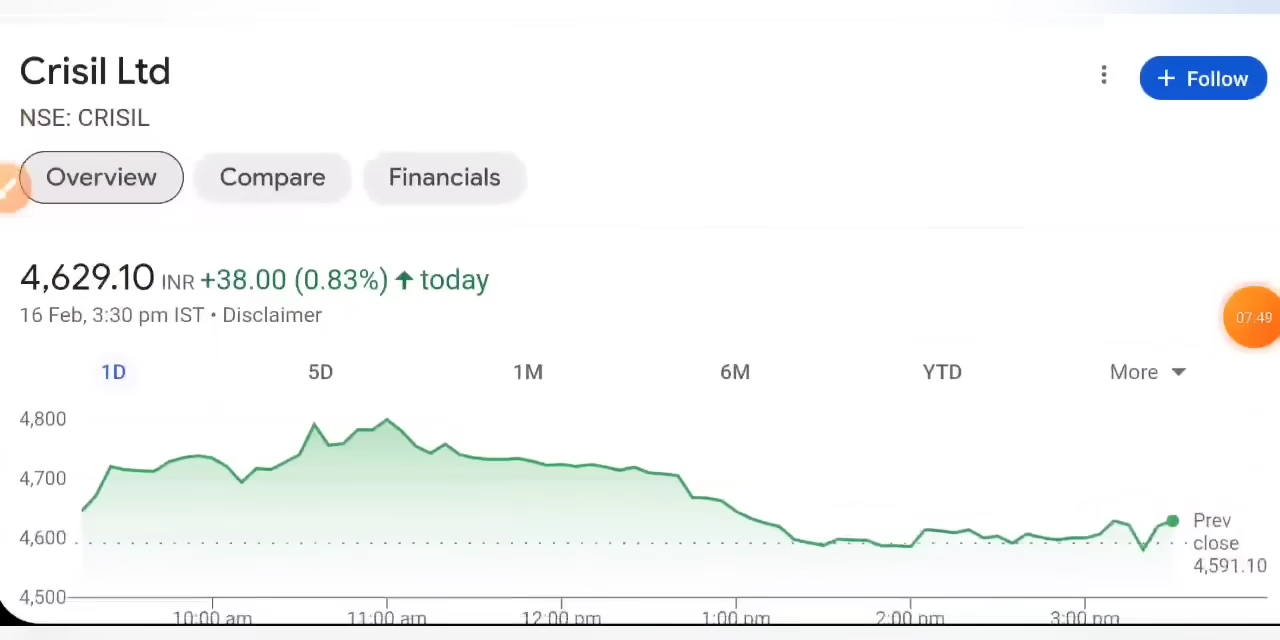 Crisil Ltd
+ Follow
NSE: CRISIL
Overview
Compare
Financials
4,629.10 INR +38.00 (0.83%) ↑ today
16 Feb, 3:30 pm IST • Disclaimer
07:49
1D
5D
1M
6M
YTD
More
4,800
4,700
4,600
4,500
Prev
close
4,591.10
10:00 am
11:00 am
12:00 pm
1:00 pm
2:00 pm
3:00 pm